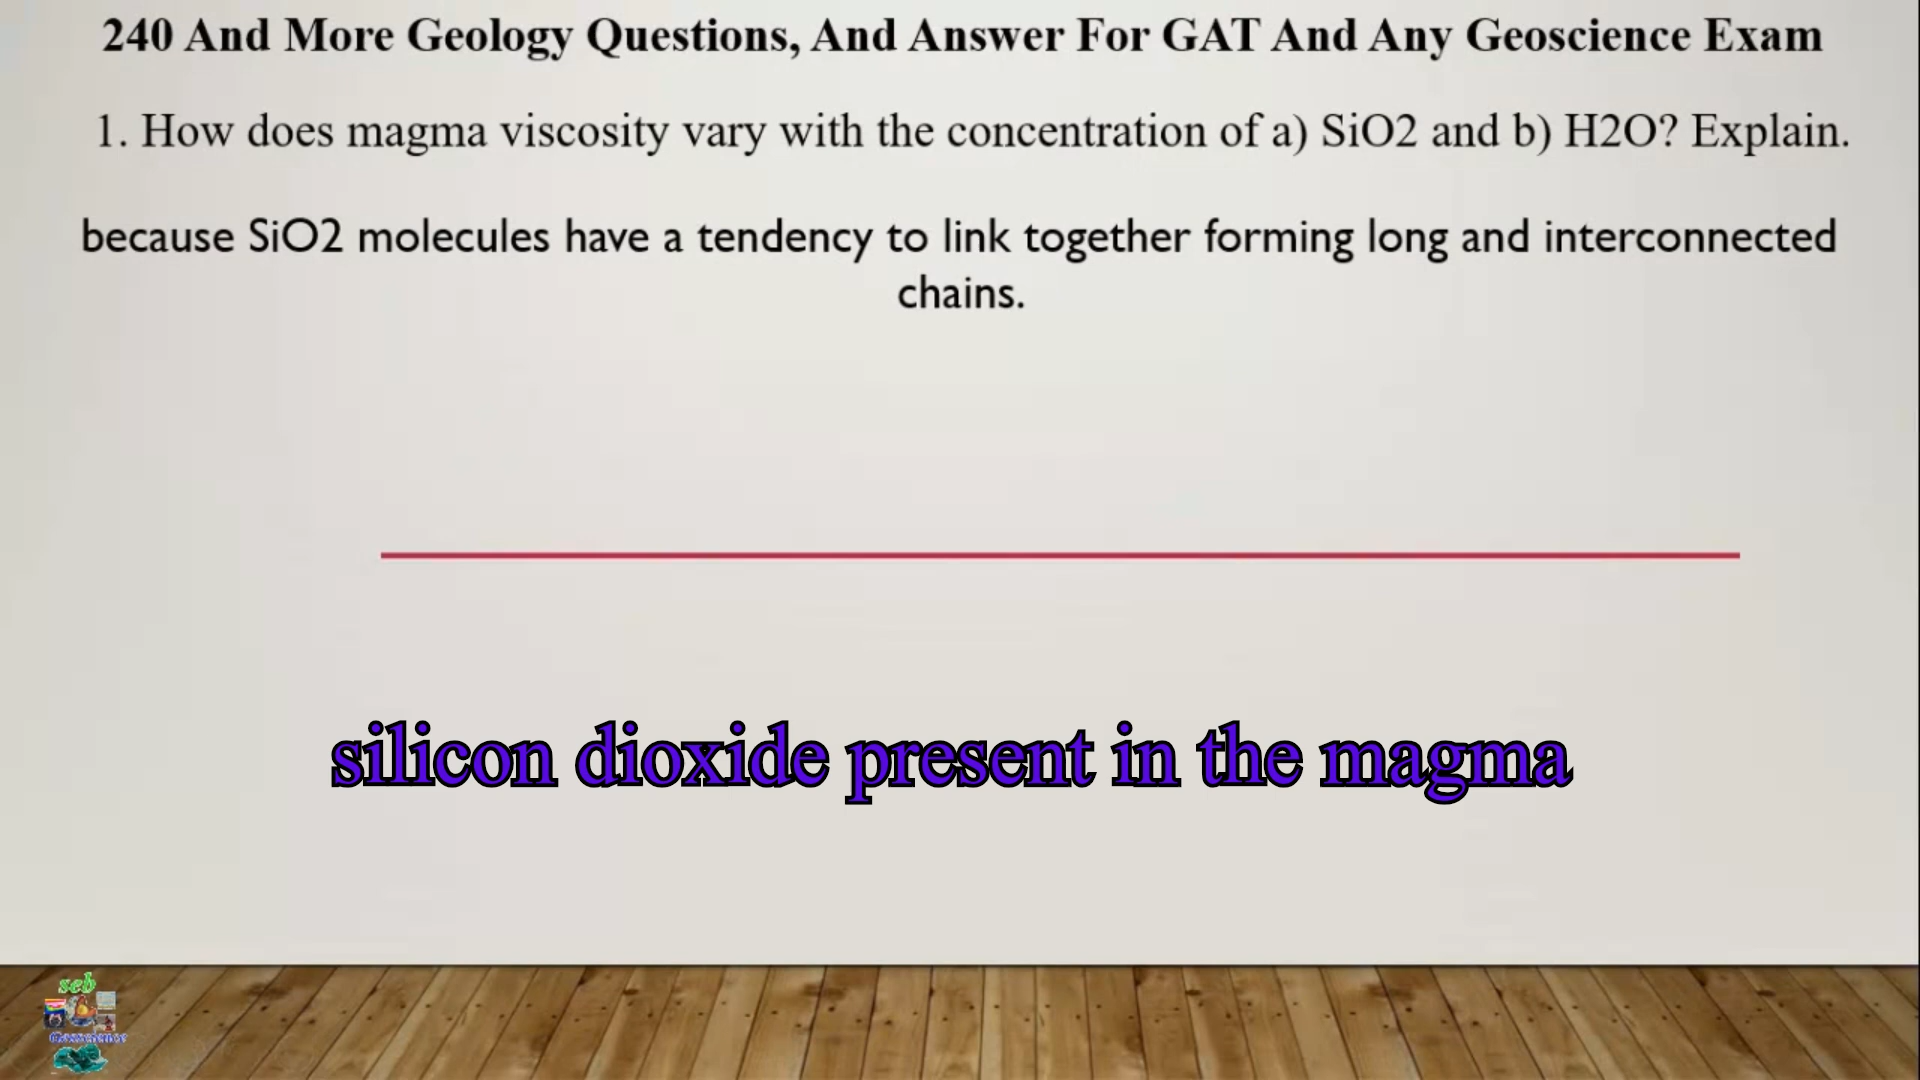 240 And More Geology Questions, And Answer For GAT And Any Geoscience Exam
1. How does magma viscosity vary with the concentration of a) SiO2 and b) H2O? Explain.
because SiO2 molecules have a tendency to link together forming long and interconnected
chains.
silicon dioxide present in the magma
seb
Geoscience